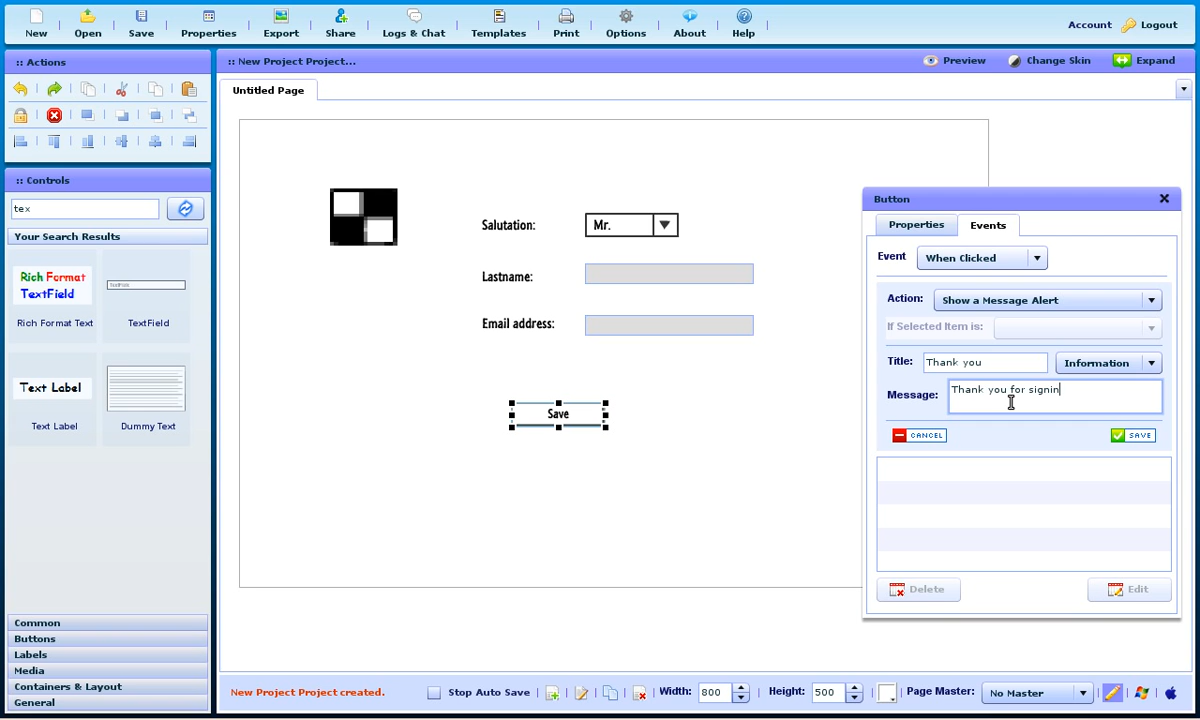 New
Open
Save
Properties
Export
Share
Logs & Chat
Templates
Print
Options
About
Help
Account
Logout
:: Actions
:: New Project Project...
Preview
Change Skin
Expand
Untitled Page
:: Controls
tex
Your Search Results
Rich Format
TextField
Rich Format Text
TextField
Text Label
Text Label
Dummy Text
Common
Buttons
Labels
Media
Containers & Layout
General
Salutation:
Mr.
Lastname:
Email address:
Save
Button
Properties
Events
Event
When Clicked
Action:
Show a Message Alert
If Selected Item is:
Title:
Thank you
Information
Message:
Thank you for signin
CANCEL
SAVE
Delete
Edit
New Project Project created.
Stop Auto Save
Width:
800
Height:
500
Page Master:
No Master